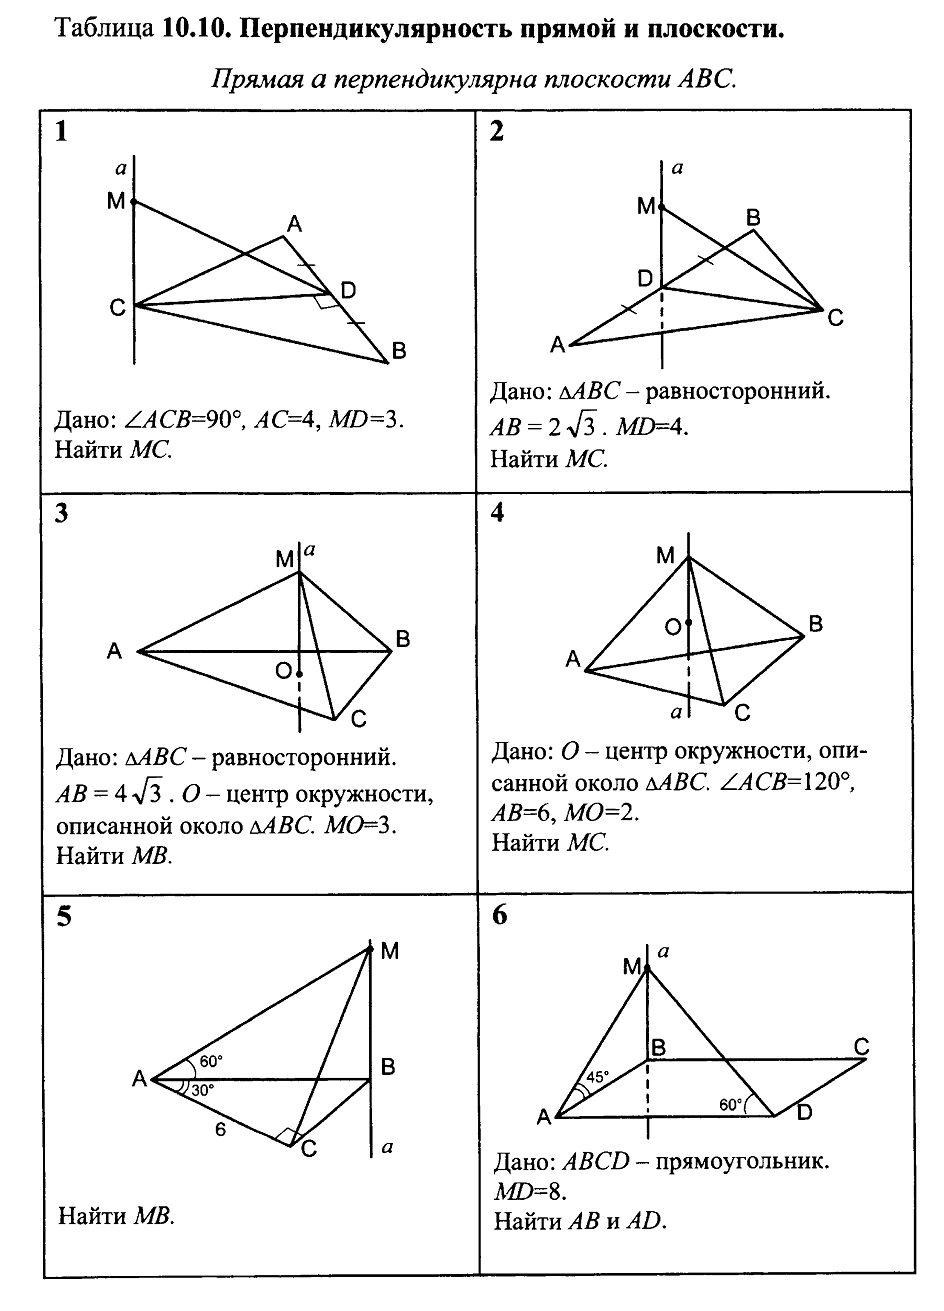 Таблица 10.10. Перпендикулярность прямой и плоскости.
Прямая a перпендикулярна плоскости ABC.
1
a
M
A
D
C
B
Дано: ∠ACB=90°, AC=4, MD=3.
Найти MC.
2
a
M
B
D
C
A
Дано: △ABC – равносторонний.
AB = 2√3 . MD=4.
Найти MC.
3
M a
A
B
O
C
Дано: △ABC – равносторонний.
AB = 4√3 . O – центр окружности,
описанной около △ABC. MO=3.
Найти MB.
4
M
O
B
A
a
C
Дано: O – центр окружности, опи-
санной около △ABC. ∠ACB=120°,
AB=6, MO=2.
Найти MC.
5
M
60°
B
A
30°
6
C
a
Найти MB.
6
a
M
B
C
45°
60°
A
D
Дано: ABCD – прямоугольник.
MD=8.
Найти AB и AD.